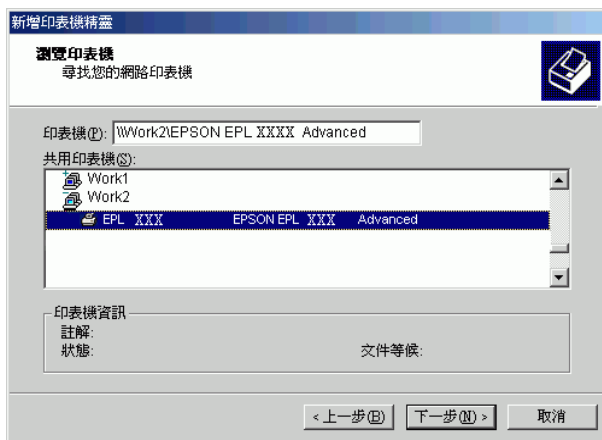 新增印表機精靈
瀏覽印表機
尋找您的網路印表機
印表機(P): \\Work2\EPSON EPL XXXX Advanced
共用印表機(S):
Work1
Work2
EPL XXX EPSON EPL XXX Advanced
印表機資訊
註解:
狀態: 文件等候:
<上一步(B) 下一步(N)> 取消